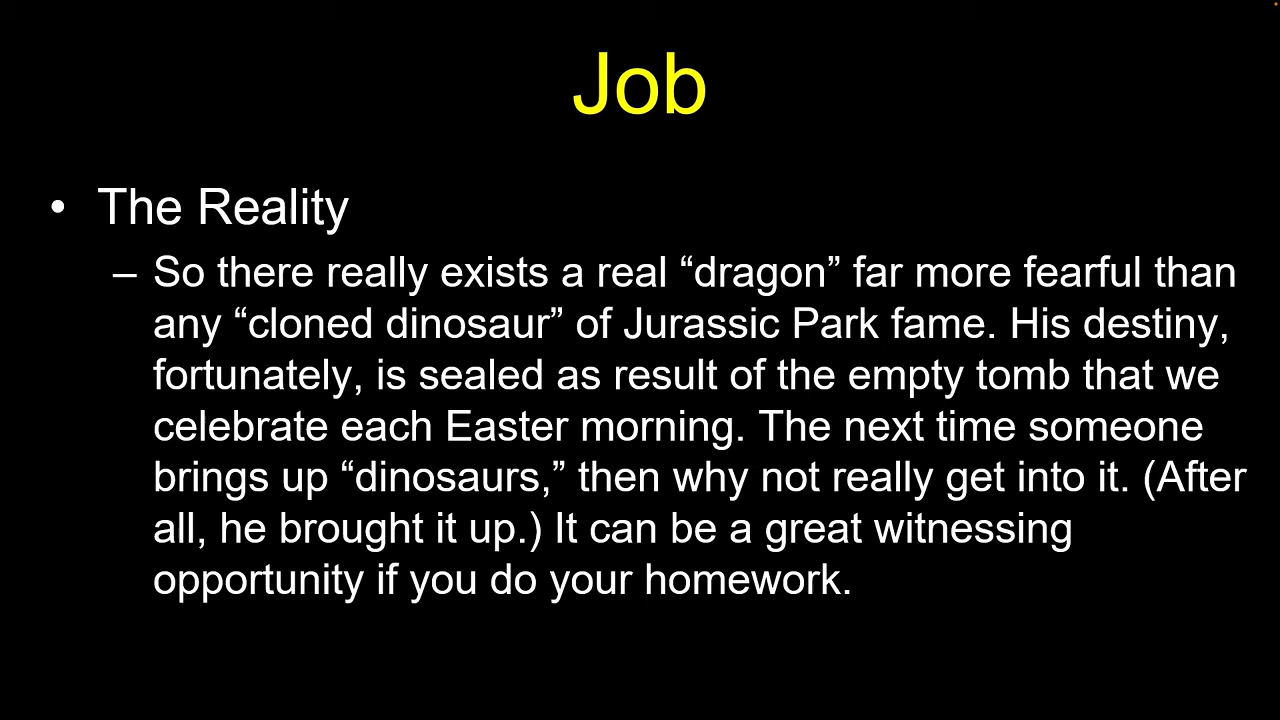 Job
• The Reality
– So there really exists a real “dragon” far more fearful than
any “cloned dinosaur” of Jurassic Park fame. His destiny,
fortunately, is sealed as result of the empty tomb that we
celebrate each Easter morning. The next time someone
brings up “dinosaurs,” then why not really get into it. (After
all, he brought it up.) It can be a great witnessing
opportunity if you do your homework.